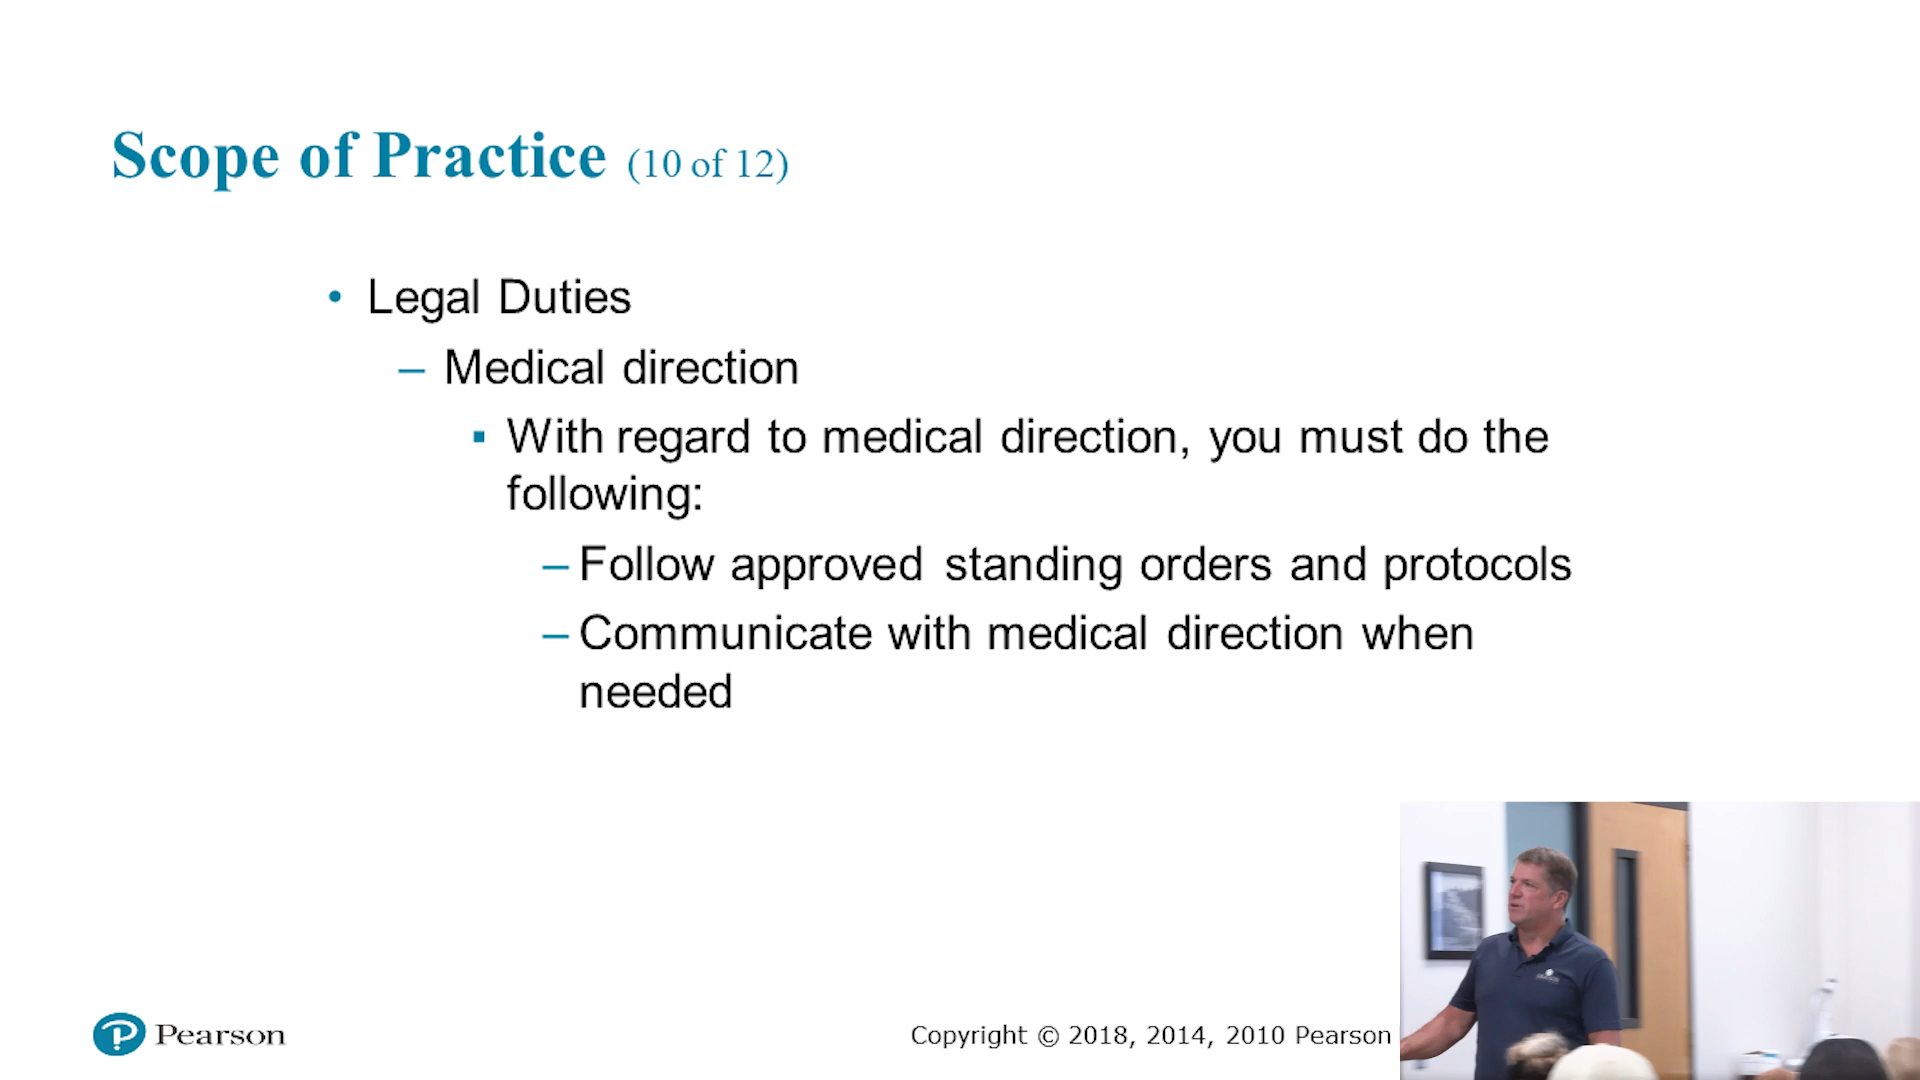 Scope of Practice (10 of 12)
• Legal Duties
– Medical direction
▪ With regard to medical direction, you must do the
following:
– Follow approved standing orders and protocols
– Communicate with medical direction when
needed
Pearson
Copyright © 2018, 2014, 2010 Pearson